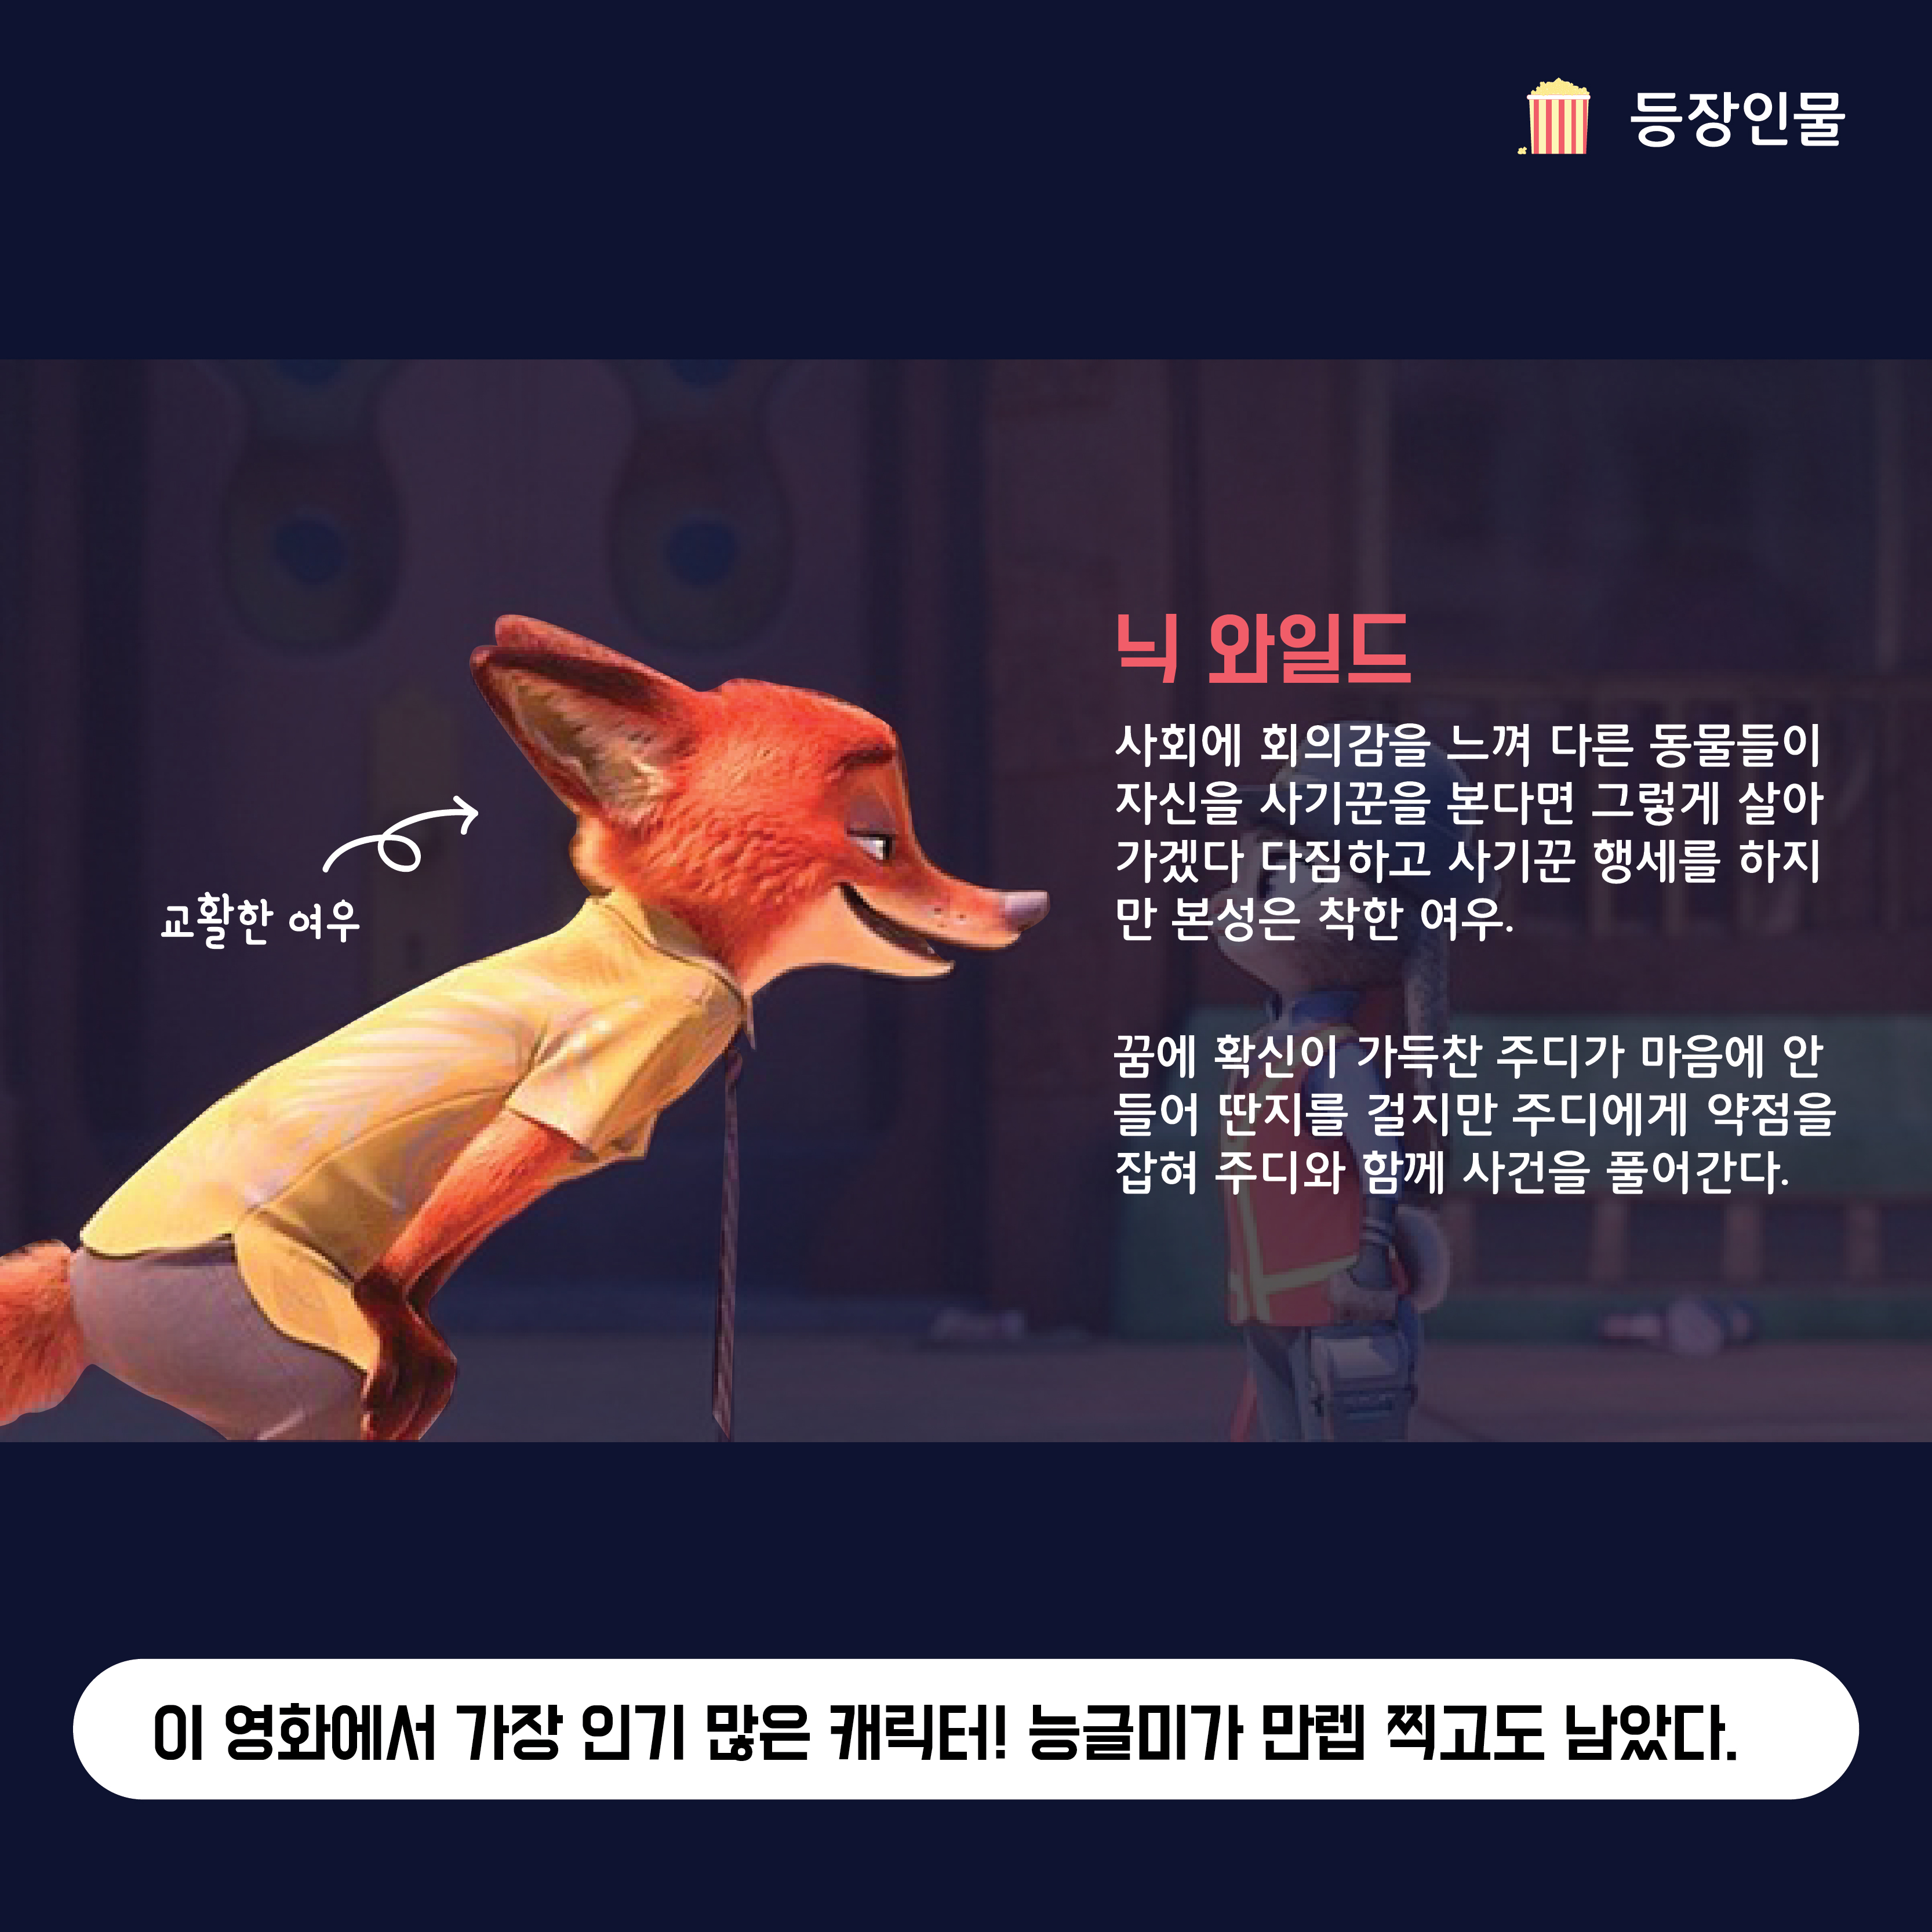 등장인물
닉 와일드
사회에 회의감을 느껴 다른 동물들이
자신을 사기꾼을 본다면 그렇게 살아
가겠다 다짐하고 사기꾼 행세를 하지
만 본성은 착한 여우.
교활한 여우
꿈에 확신이 가득찬 주디가 마음에 안
들어 딴지를 걸지만 주디에게 약점을
잡혀 주디와 함께 사건을 풀어간다.
이 영화에서 가장 인기 많은 캐릭터! 능글미가 만렙 찍고도 남았다.